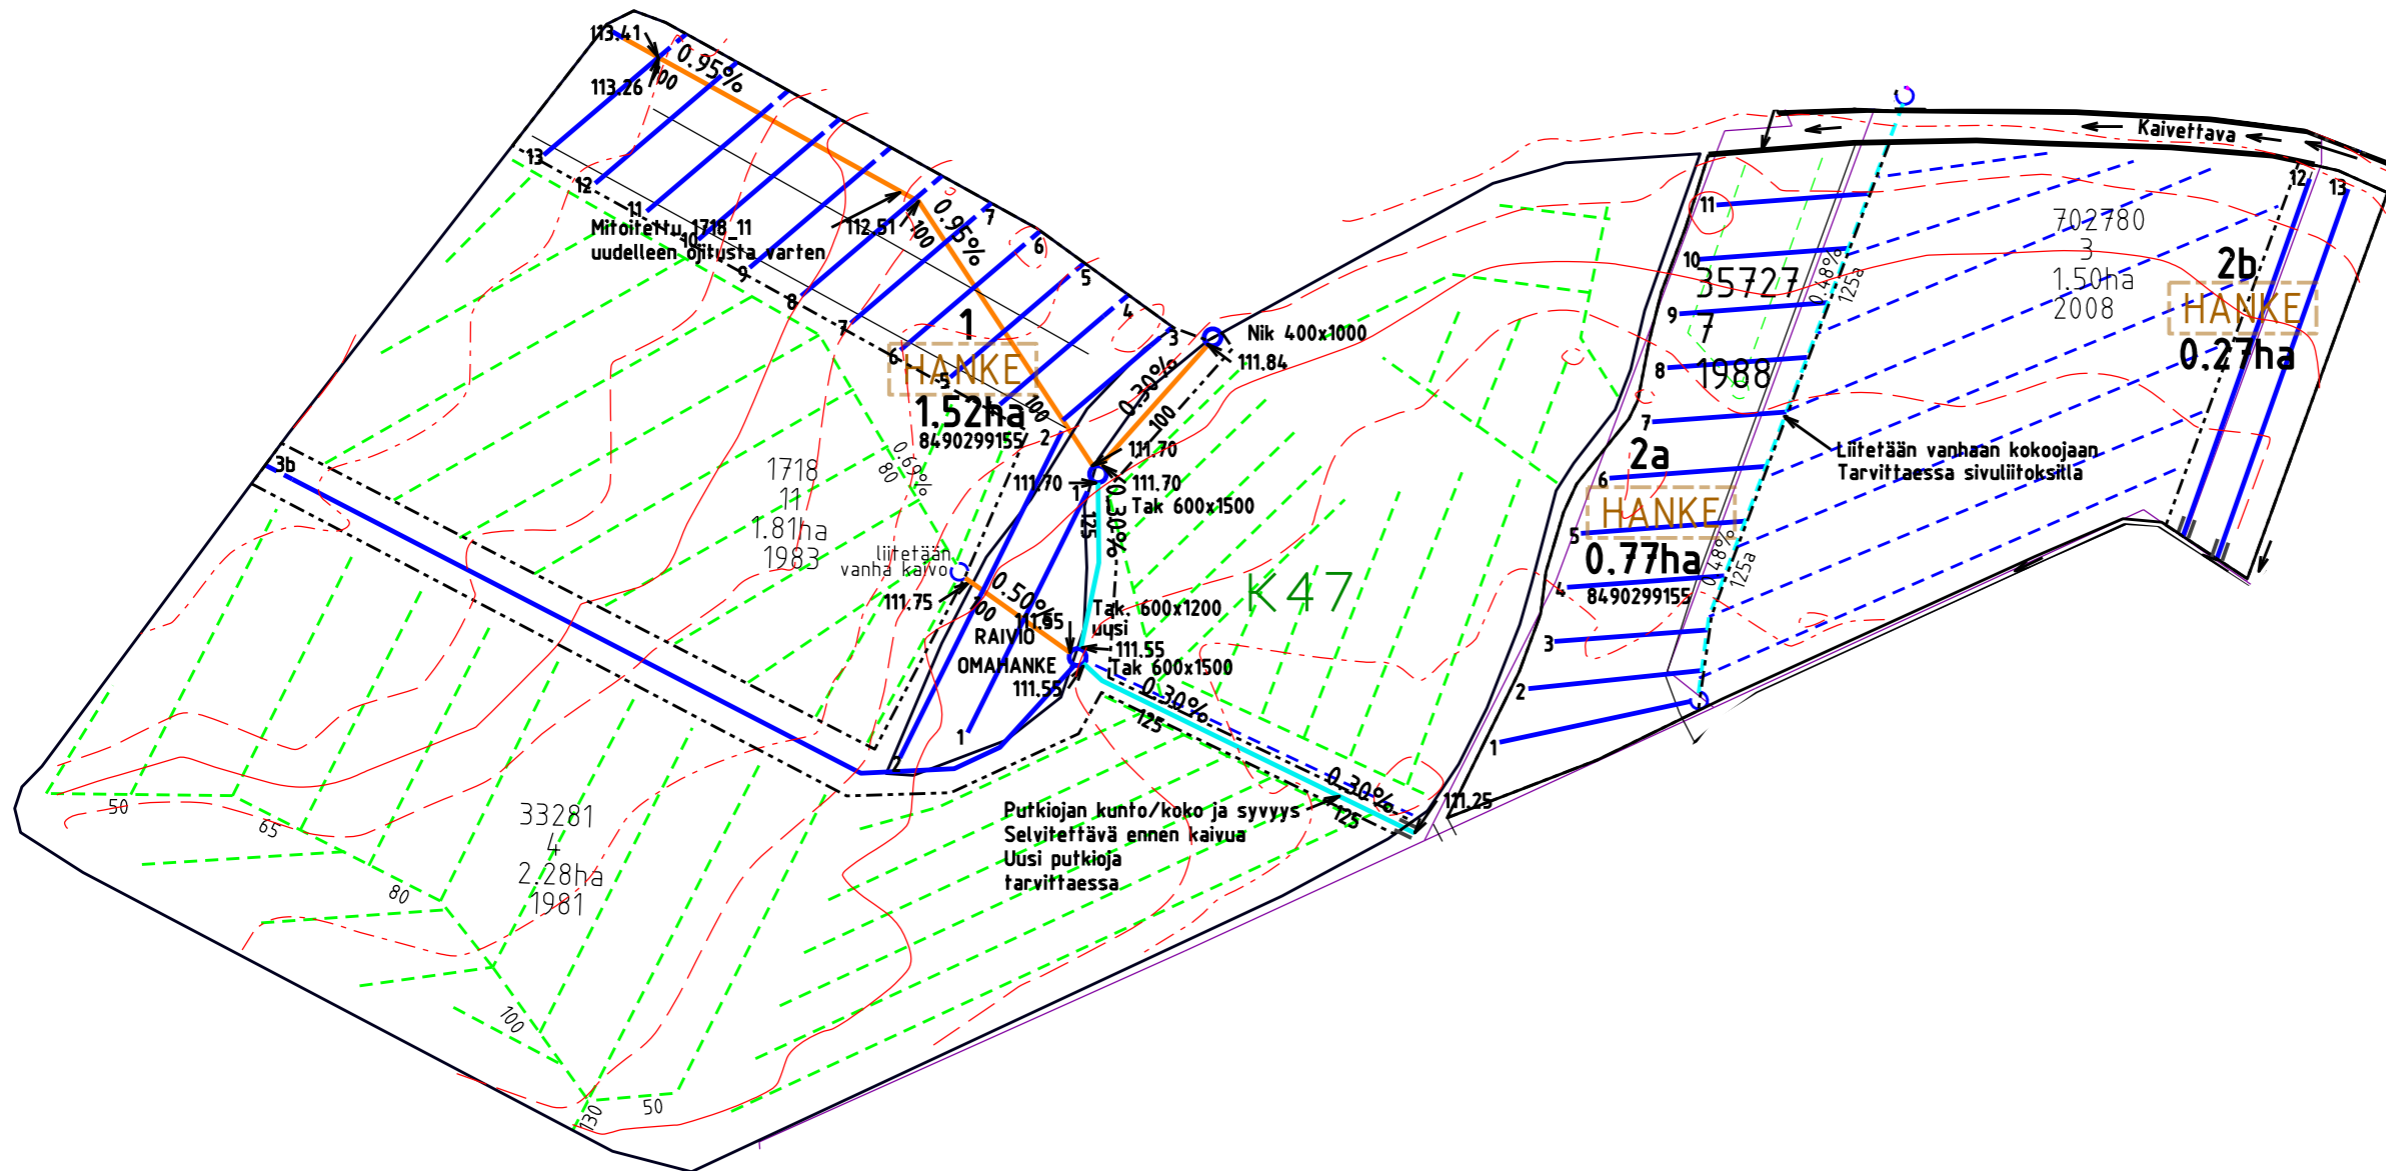 113.41
0.95%
100
113.26
13
12
11
Mitoitettu 1718_11
10
uudelleen ojitusta varten
9
8
7
6
5
112.51
100
0.95%
7
6
5
4
3
1
HANKE
1.52ha
8490299155
100
2
Nik 400x1000
111.84
0.30%
100
111.70
111.70
111.70
1
Tak 600x1500
0.30%
125
3b
1718
11
1.81ha
1983
0.69%
80
liitetään
vanha kaivo
111.75
0.50%
100
111.55
RAIVIO
OMAHANKE
111.55
Tak. 600x1200
uusi
111.55
Tak 600x1500
K47
0.30%
125
1
2
0.30%
125
111.25
Putkiojan kunto/koko ja syvyys
Selvitettävä ennen kaivua
Uusi putkioja
tarvittaessa
33281
4
2.28ha
1981
50
65
80
100
130
50
Kaivettava
11
10
9
8
7
6
5
4
3
2
1
35727
7
1988
0.48%
125a
2a
HANKE
0.77ha
8490299155
0.48%
125a
Liitetään vanhaan kokoojaan
Tarvittaessa sivuliitoksilla
702780
3
1.50ha
2008
12
13
2b
HANKE
0.27ha